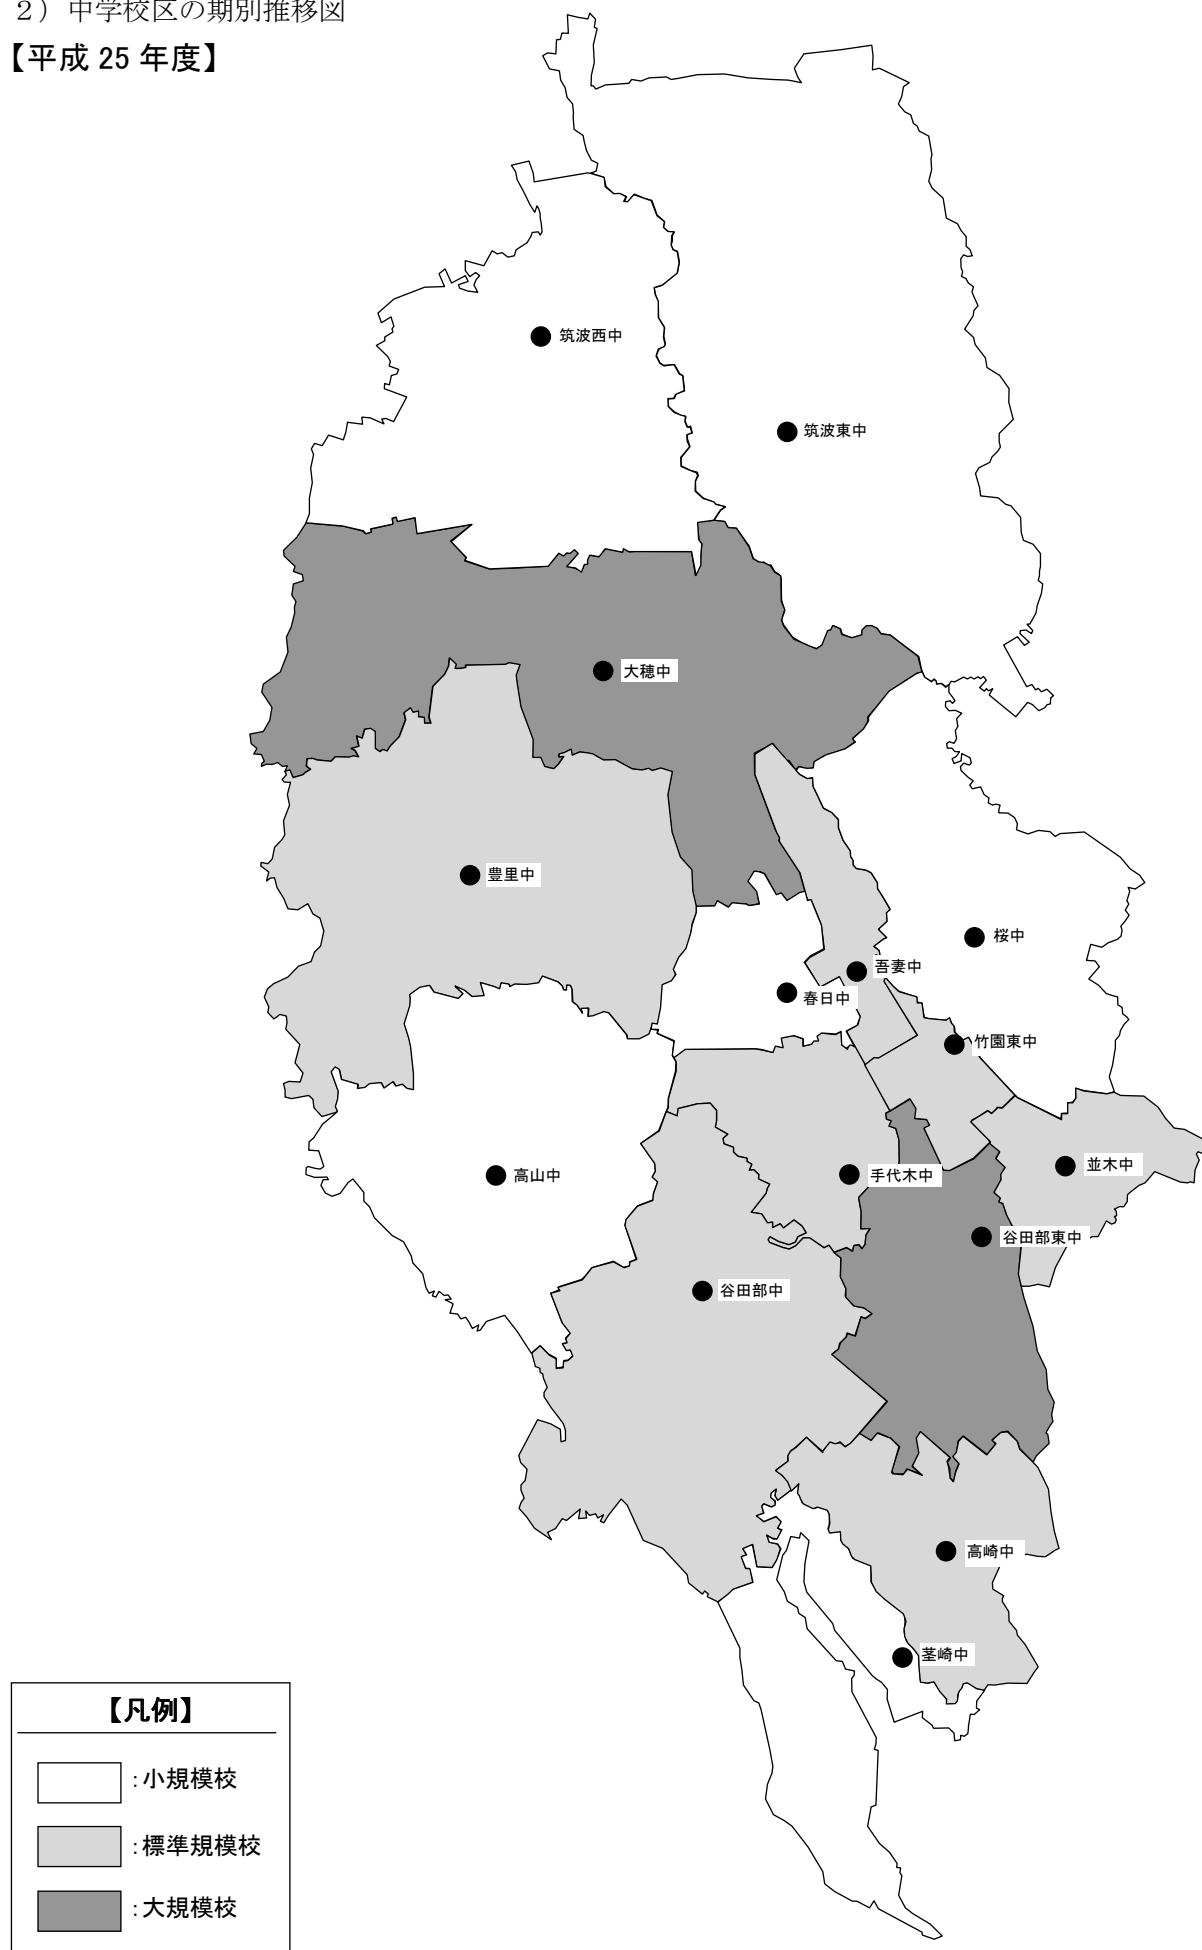 ２）中学校区の期別推移図
【平成 25 年度】
筑波西中
筑波東中
大穂中
豊里中
桜中
吾妻中
春日中
竹園東中
並木中
高山中
手代木中
谷田部東中
谷田部中
高崎中
茎崎中
【凡例】
：小規模校
：標準規模校
：大規模校